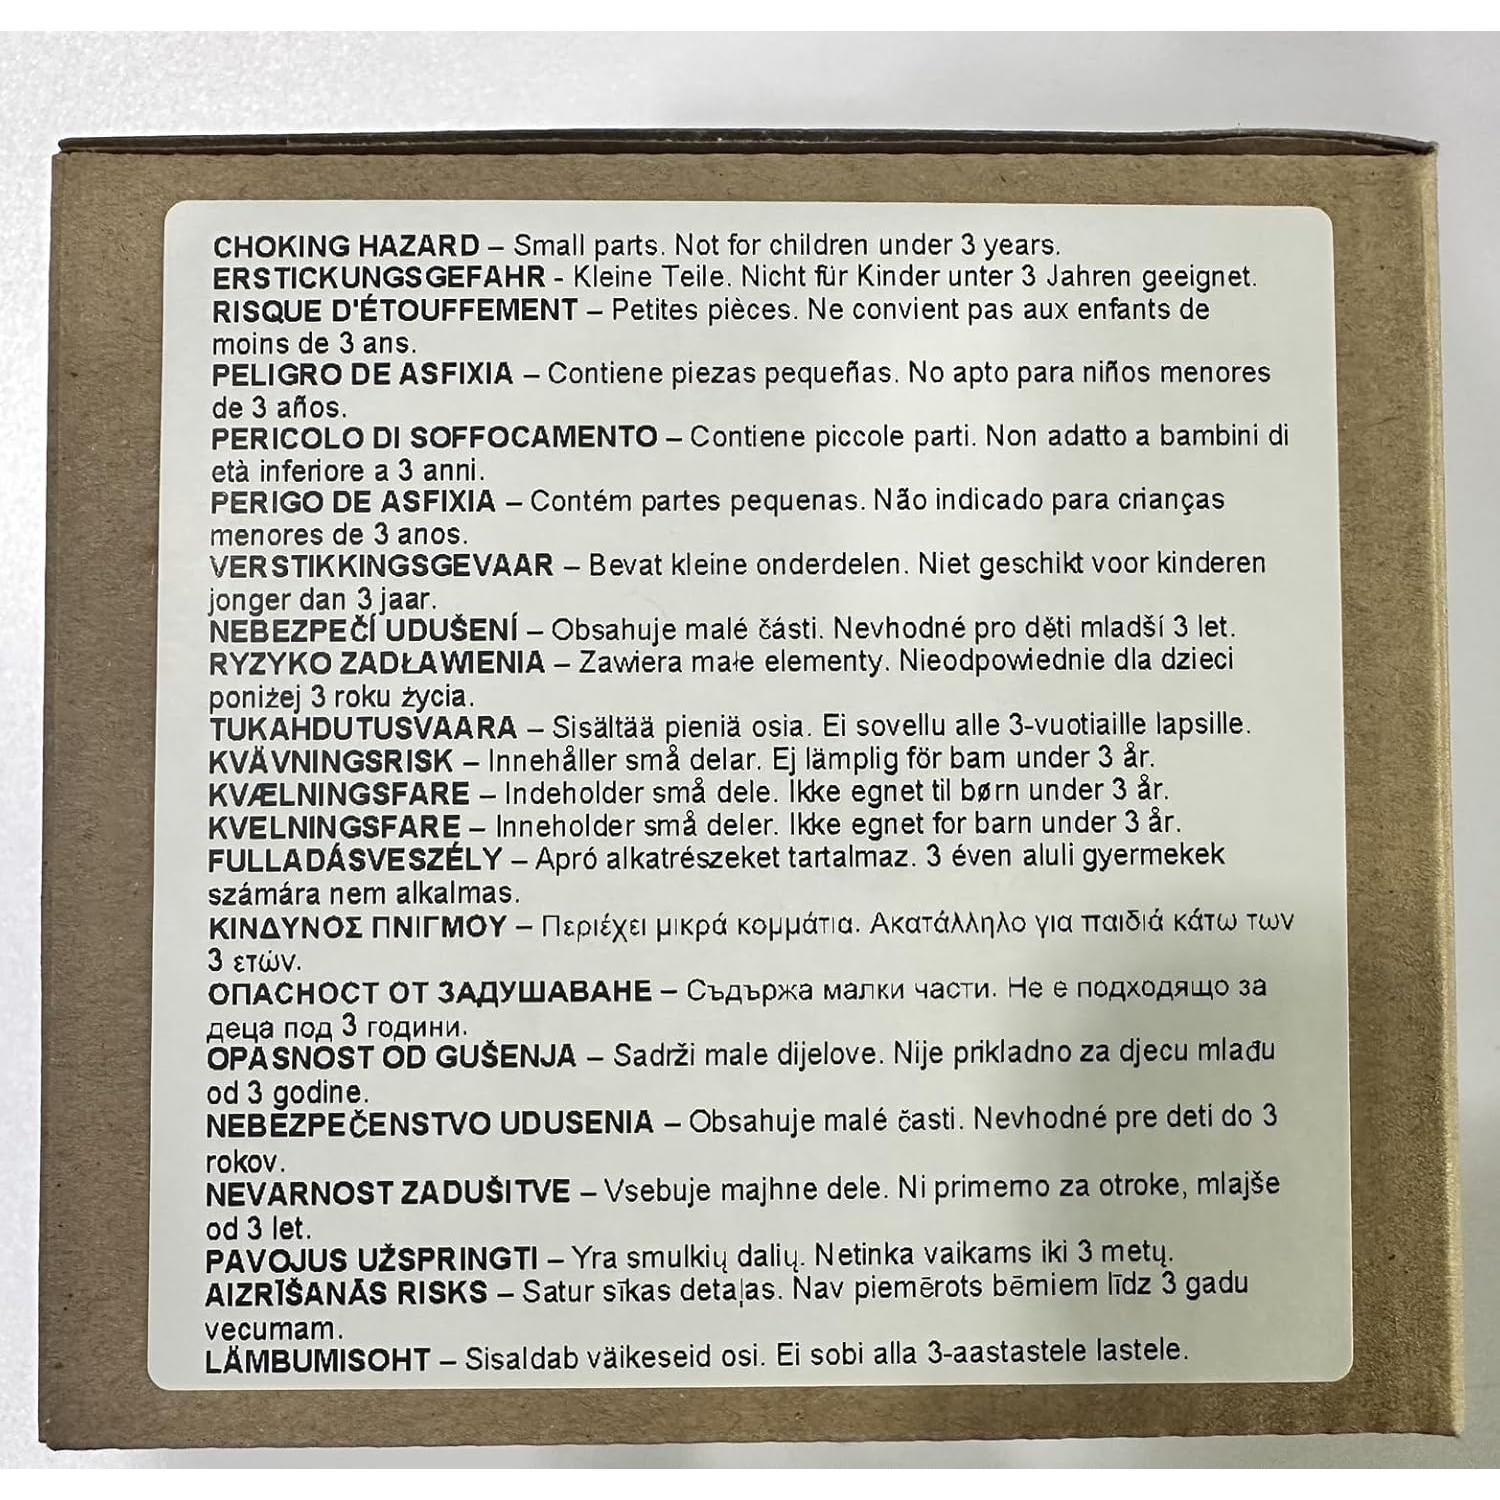 CHOKING HAZARD – Small parts. Not for children under 3 years.
ERSTICKUNGSGEFAHR - Kleine Teile. Nicht für Kinder unter 3 Jahren geeignet.
RISQUE D'ÉTOUFFEMENT – Petites pièces. Ne convient pas aux enfants de
moins de 3 ans.
PELIGRO DE ASFIXIA – Contiene piezas pequeñas. No apto para niños menores
de 3 años.
PERICOLO DI SOFFOCAMENTO – Contiene piccole parti. Non adatto a bambini di
età inferiore a 3 anni.
PERIGO DE ASFIXIA – Contém partes pequenas. Não indicado para crianças
menores de 3 anos.
VERSTIKKINGSGEVAAR – Bevat kleine onderdelen. Niet geschikt voor kinderen
jonger dan 3 jaar.
NEBEZPEČÍ UDUŠENÍ – Obsahuje malé části. Nevhodné pro děti mladší 3 let.
RYZYKO ZADŁAWIENIA – Zawiera małe elementy. Nieodpowiednie dla dzieci
poniżej 3 roku życia.
TUKAHDUTUSVAARA – Sisältää pieniä osia. Ei sovellu alle 3-vuotiaille lapsille.
KVÄVNINGSRISK – Innehåller små delar. Ej lämplig för barn under 3 år.
KVÆLNINGSFARE – Indeholder små dele. Ikke egnet til børn under 3 år.
KVELNINGSFARE – Inneholder små deler. Ikke egnet for barn under 3 år.
FULLADÁSVESZÉLY – Apró alkatrészeket tartalmaz. 3 éven aluli gyermekek
számára nem alkalmas.
ΚΙΝΔΥΝΟΣ ΠΝΙΓΜΟΥ – Περιέχει μικρά κομμάτια. Ακατάλληλο για παιδιά κάτω των
3 ετών.
ОПАСНОСТ ОТ ЗАДУШАВАНЕ – Съдържа малки части. Не е подходящо за
деца под 3 години.
OPASNOST OD GUŠENJA – Sadrži male dijelove. Nije prikladno za djecu mlađu
od 3 godine.
NEBEZPEČENSTVO UDUSENIA – Obsahuje malé časti. Nevhodné pre deti do 3
rokov.
NEVARNOST ZADUŠITVE – Vsebuje majhne dele. Ni primerno za otroke, mlajše
od 3 let.
PAVOJUS UŽSPRINGTI – Yra smulkių dalių. Netinka vaikams iki 3 metų.
AIZRĪŠANĀS RISKS – Satur sīkas detaļas. Nav piemērots bērniem līdz 3 gadu
vecumam.
LÄMBUMISOHT – Sisaldab väikeseid osi. Ei sobi alla 3-aastastele lastele.